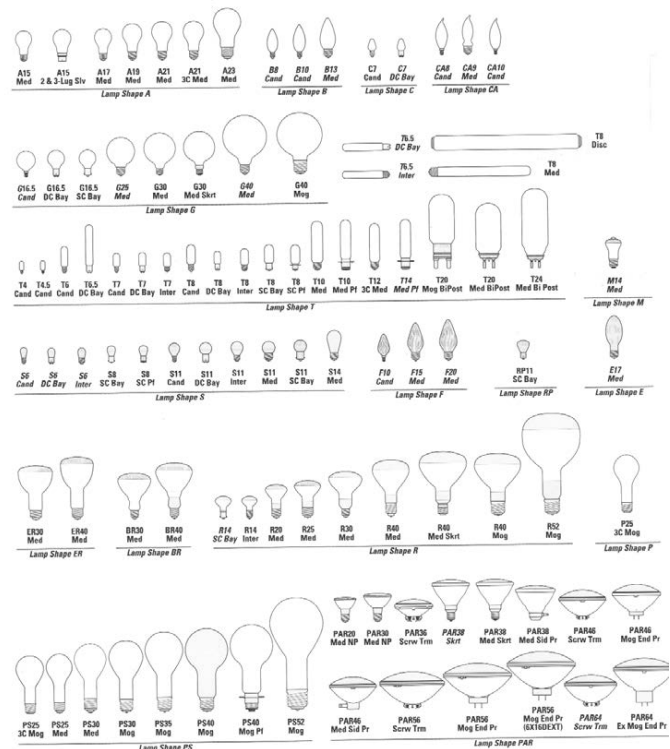 A15 A15 A17 A19 A21 A21 A23
Med 2 & 3-Lug Slv Med Med Med 3C Med Med
Lamp Shape A
B8 B10 B13
Cand Cand Med
Lamp Shape B
C7 C7
Cand DC Bay
Lamp Shape C
CA8 CA9 CA10
Cand Med Cand
Lamp Shape CA
G16.5 G16.5 G16.5 G25 G30 G30 G40 G40
Cand DC Bay SC Bay Med Med Med Skrt Med Mog
Lamp Shape G
T6.5
DC Bay
T8
Disc
T6.5
Inter
T8
Med
T4 T4.5 T6 T6.5 T7 T7 T7 T8 T8 T8 T8 T8 T10 T10 T12 T14 T20 T20 T24
Cand Cand Cand DC Bay Cand DC Bay Inter Cand DC Bay Inter SC Bay SC Pf Med Med Pf 3C Med Med Pf Mog BiPost Med BiPost Med Bi Post
Lamp Shape T
M14
Med
Lamp Shape M
S6 S6 S6 S8 S8 S11 S11 S11 S11 S11 S14
Cand DC Bay Inter SC Bay SC Pf Cand DC Bay Inter Med SC Bay Med
Lamp Shape S
F10 F15 F20
Cand Med Med
Lamp Shape F
RP11
SC Bay
Lamp Shape RP
E17
Med
Lamp Shape E
ER30 ER40
Med Med
Lamp Shape ER
BR30 BR40
Med Med
Lamp Shape BR
R14 R14 R20 R25 R30 R40 R40 R40 R52
SC Bay Inter Med Med Med Med Med Skrt Mog Mog
Lamp Shape R
P25
3C Mog
Lamp Shape P
PS25 PS25 PS30 PS30 PS35 PS40 PS40 PS52
3C Mog Med Med Mog Mog Mog Mog Pf Mog
Lamp Shape PS
PAR20 PAR30 PAR36 PAR38 PAR38 PAR38 PAR46 PAR46
Med NP Med NP Scrw Trm Skrt Med Skrt Med Sid Pr Scrw Trm Mog End Pr
PAR46 PAR56 PAR56 PAR56 PAR64 PAR64
Med Sid Pr Scrw Trm Mog End Pr Mog End Pr Scrw Trm Ex Mog End Pr
(6X16DEXT)
Lamp Shape PAR